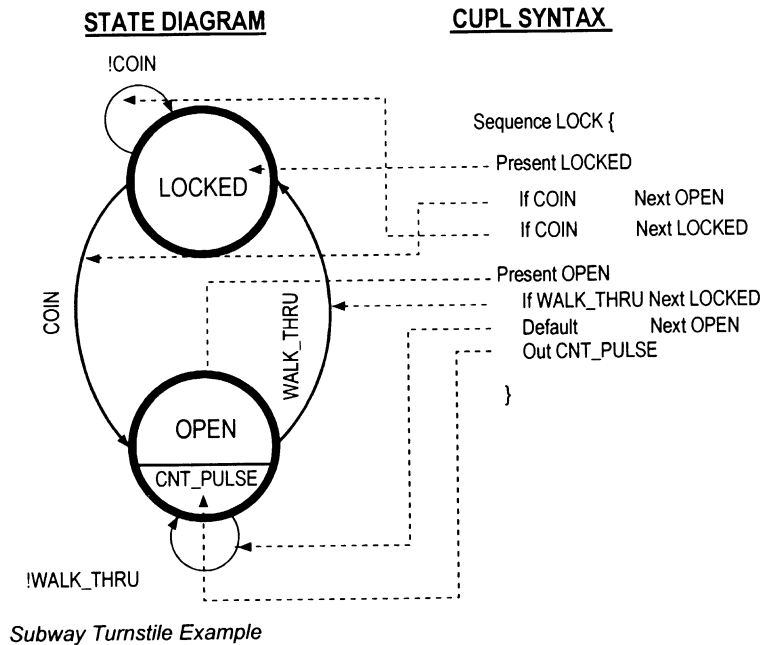 STATE DIAGRAM
CUPL SYNTAX
!COIN
LOCKED
COIN
WALK_THRU
OPEN
CNT_PULSE
!WALK_THRU
Sequence LOCK {
Present LOCKED
If COIN Next OPEN
If COIN Next LOCKED
Present OPEN
If WALK_THRU Next LOCKED
Default Next OPEN
Out CNT_PULSE
}
Subway Turnstile Example